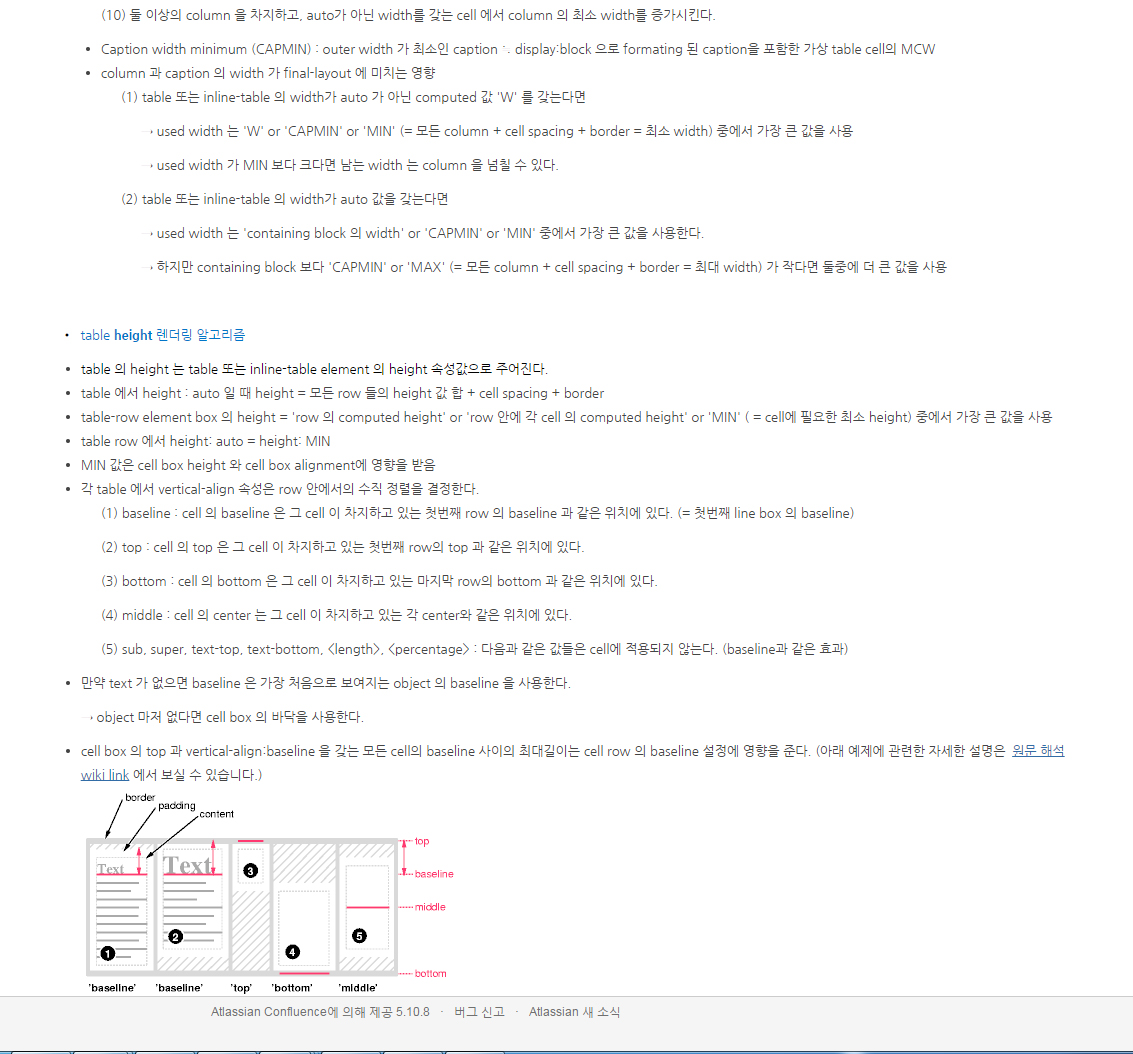 (10) 둘 이상의 column 을 차지하고, auto가 아닌 width를 갖는 cell 에서 column 의 최소 width를 증가시킨다.
• Caption width minimum (CAPMIN) : outer width 가 최소인 caption . display:block 으로 formating 된 caption을 포함한 가상 table cell의 MCW
• column 과 caption 의 width 가 final-layout 에 미치는 영향
(1) table 또는 inline-table 의 width가 auto 가 아닌 computed 값 'W' 를 갖는다면
→ used width 는 'W' or 'CAPMIN' or 'MIN' (= 모든 column + cell spacing + border = 최소 width) 중에서 가장 큰 값을 사용
→ used width 가 MIN 보다 크다면 남는 width 는 column 을 넘칠 수 있다.
(2) table 또는 inline-table 의 width가 auto 값을 갖는다면
→ used width 는 'containing block 의 width' or 'CAPMIN' or 'MIN' 중에서 가장 큰 값을 사용한다.
→ 하지만 containing block 보다 'CAPMIN' or 'MAX' (= 모든 column + cell spacing + border = 최대 width) 가 작다면 둘중에 더 큰 값을 사용
• table height 렌더링 알고리즘
• table 의 height 는 table 또는 inline-table element 의 height 속성값으로 주어진다.
• table 에서 height : auto 일 때 height = 모든 row 들의 height 값 합 + cell spacing + border
• table-row element box 의 height = 'row 의 computed height' or 'row 안에 각 cell 의 computed height' or 'MIN' ( = cell에 필요한 최소 height) 중에서 가장 큰 값을 사용
• table row 에서 height: auto = height: MIN
• MIN 값은 cell box height 와 cell box alignment에 영향을 받음
• 각 table 에서 vertical-align 속성은 row 안에서의 수직 정렬을 결정한다.
(1) baseline : cell 의 baseline 은 그 cell 이 차지하고 있는 첫번째 row 의 baseline 과 같은 위치에 있다. (= 첫번째 line box 의 baseline)
(2) top : cell 의 top 은 그 cell 이 차지하고 있는 첫번째 row의 top 과 같은 위치에 있다.
(3) bottom : cell 의 bottom 은 그 cell 이 차지하고 있는 마지막 row의 bottom 과 같은 위치에 있다.
(4) middle : cell 의 center 는 그 cell 이 차지하고 있는 각 center와 같은 위치에 있다.
(5) sub, super, text-top, text-bottom, <length>, <percentage> : 다음과 같은 값들은 cell에 적용되지 않는다. (baseline과 같은 효과)
• 만약 text 가 없으면 baseline 은 가장 처음으로 보여지는 object 의 baseline 을 사용한다.
→ object 마저 없다면 cell box 의 바닥을 사용한다.
• cell box 의 top 과 vertical-align:baseline 을 갖는 모든 cell의 baseline 사이의 최대길이는 cell row 의 baseline 설정에 영향을 준다. (아래 예제에 관련한 자세한 설명은 원문 해석
wiki link 에서 보실 수 있습니다.)
border
padding
content
top
Text Text 3
baseline
middle
1 2 4 5
bottom
'baseline' 'baseline' 'top' 'bottom' 'middle'
Atlassian Confluence에 의해 제공 5.10.8 · 버그 신고 · Atlassian 새 소식